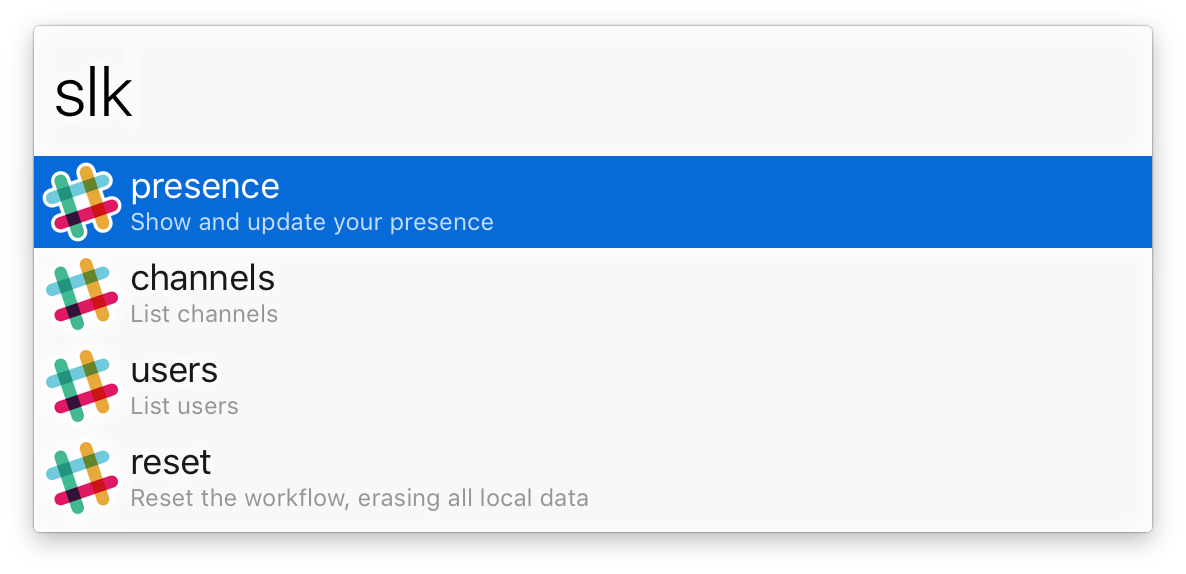 slk
presence
Show and update your presence
channels
List channels
users
List users
reset
Reset the workflow, erasing all local data